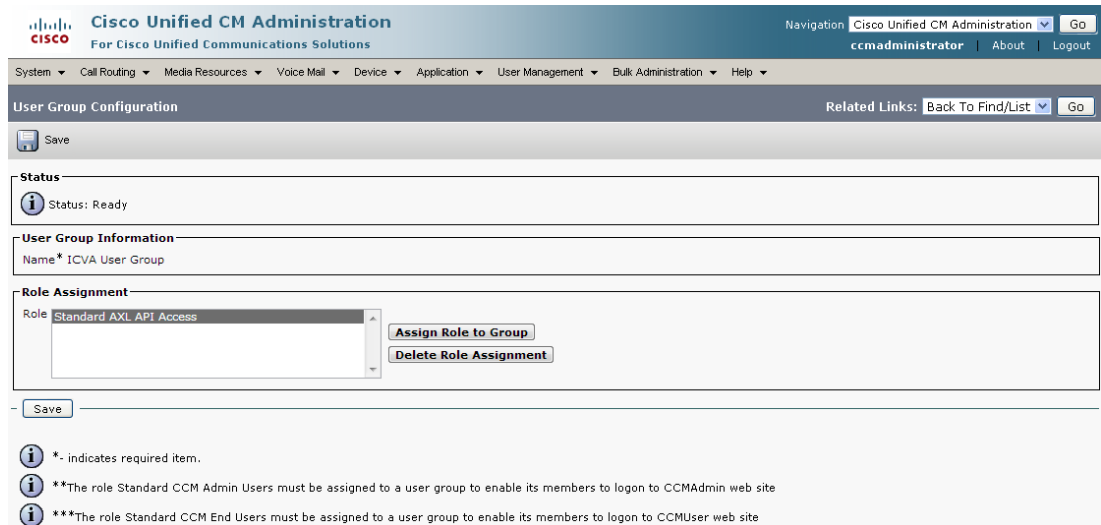 Cisco Unified CM Administration
CISCO
For Cisco Unified Communications Solutions
Navigation Cisco Unified CM Administration Go
ccmadministrator | About | Logout
System Call Routing Media Resources Voice Mail Device Application User Management Bulk Administration Help
User Group Configuration
Related Links: Back To Find/List Go
Save
Status
Status: Ready
User Group Information
Name* ICVA User Group
Role Assignment
Role Standard AXL API Access
Assign Role to Group
Delete Role Assignment
Save
*- indicates required item.
**The role Standard CCM Admin Users must be assigned to a user group to enable its members to logon to CCMAdmin web site
***The role Standard CCM End Users must be assigned to a user group to enable its members to logon to CCMUser web site